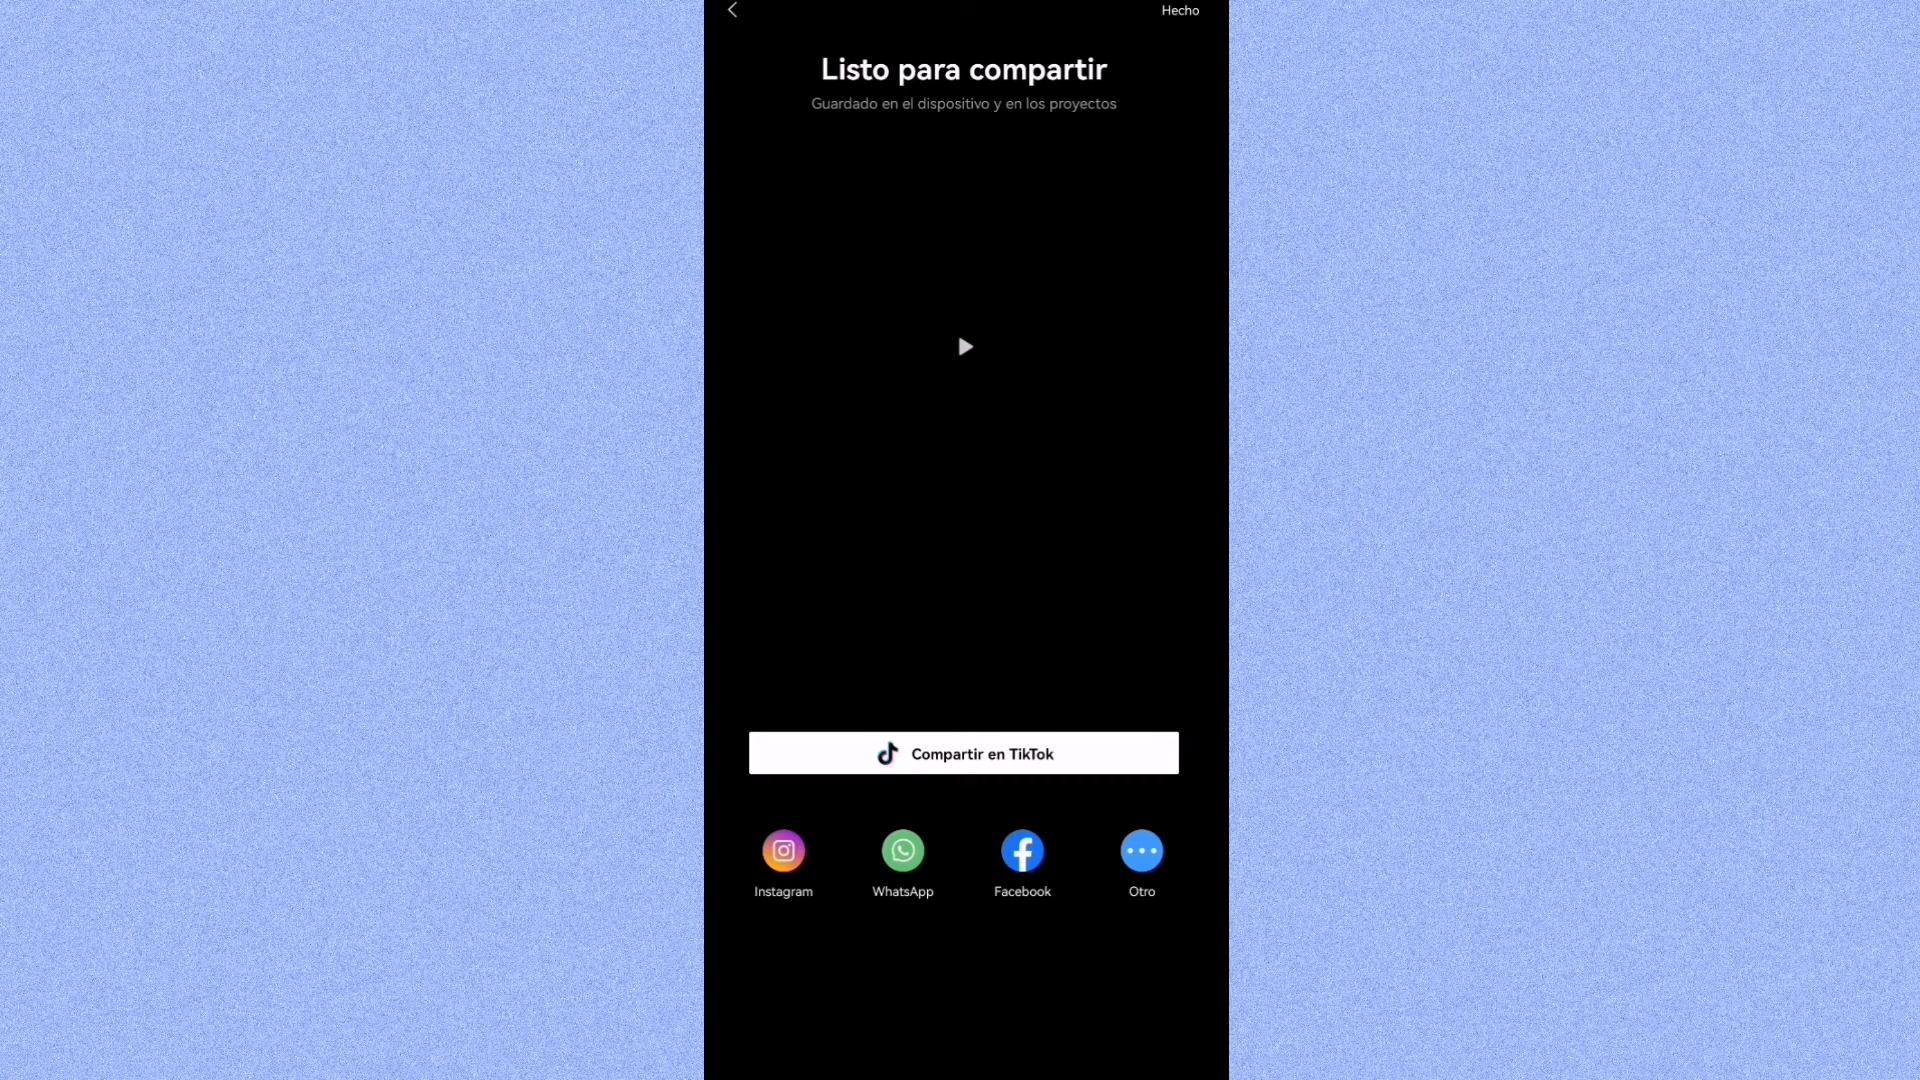 Hecho
Listo para compartir
Guardado en el dispositivo y en los proyectos
Compartir en TikTok
Instagram
WhatsApp
Facebook
Otro